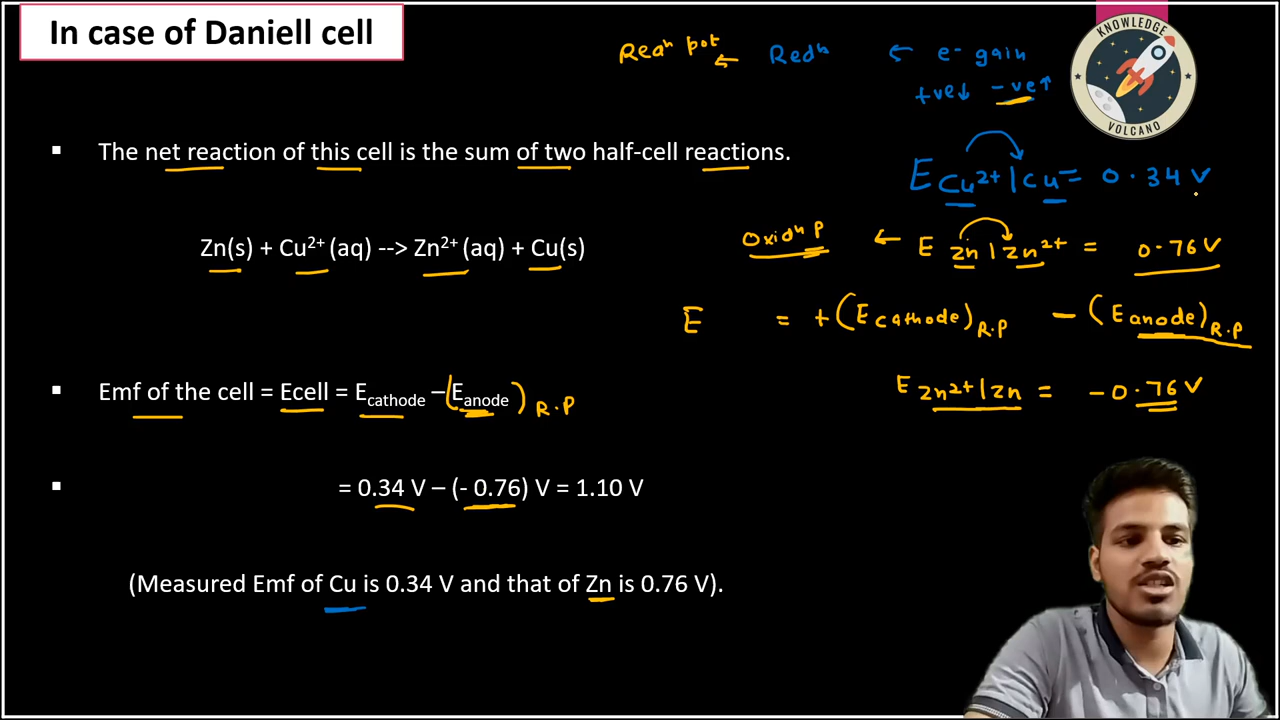 In case of Daniell cell
KNOWLEDGE
VOLCANO
Redn pot ← Redn ← e- gain
+ve↓ -ve↑
▪ The net reaction of this cell is the sum of two half-cell reactions.
E Cu²⁺|Cu = 0.34 V
Zn(s) + Cu²⁺ (aq) --> Zn²⁺ (aq) + Cu(s)
Oxidn P ← E Zn|Zn²⁺ = 0.76 V
E = +(E cathode)R.P - (E anode)R.P
▪ Emf of the cell = Ecell = Ecathode – (Eanode) R.P
E Zn²⁺|Zn = -0.76 V
▪ = 0.34 V – (- 0.76) V = 1.10 V
(Measured Emf of Cu is 0.34 V and that of Zn is 0.76 V).